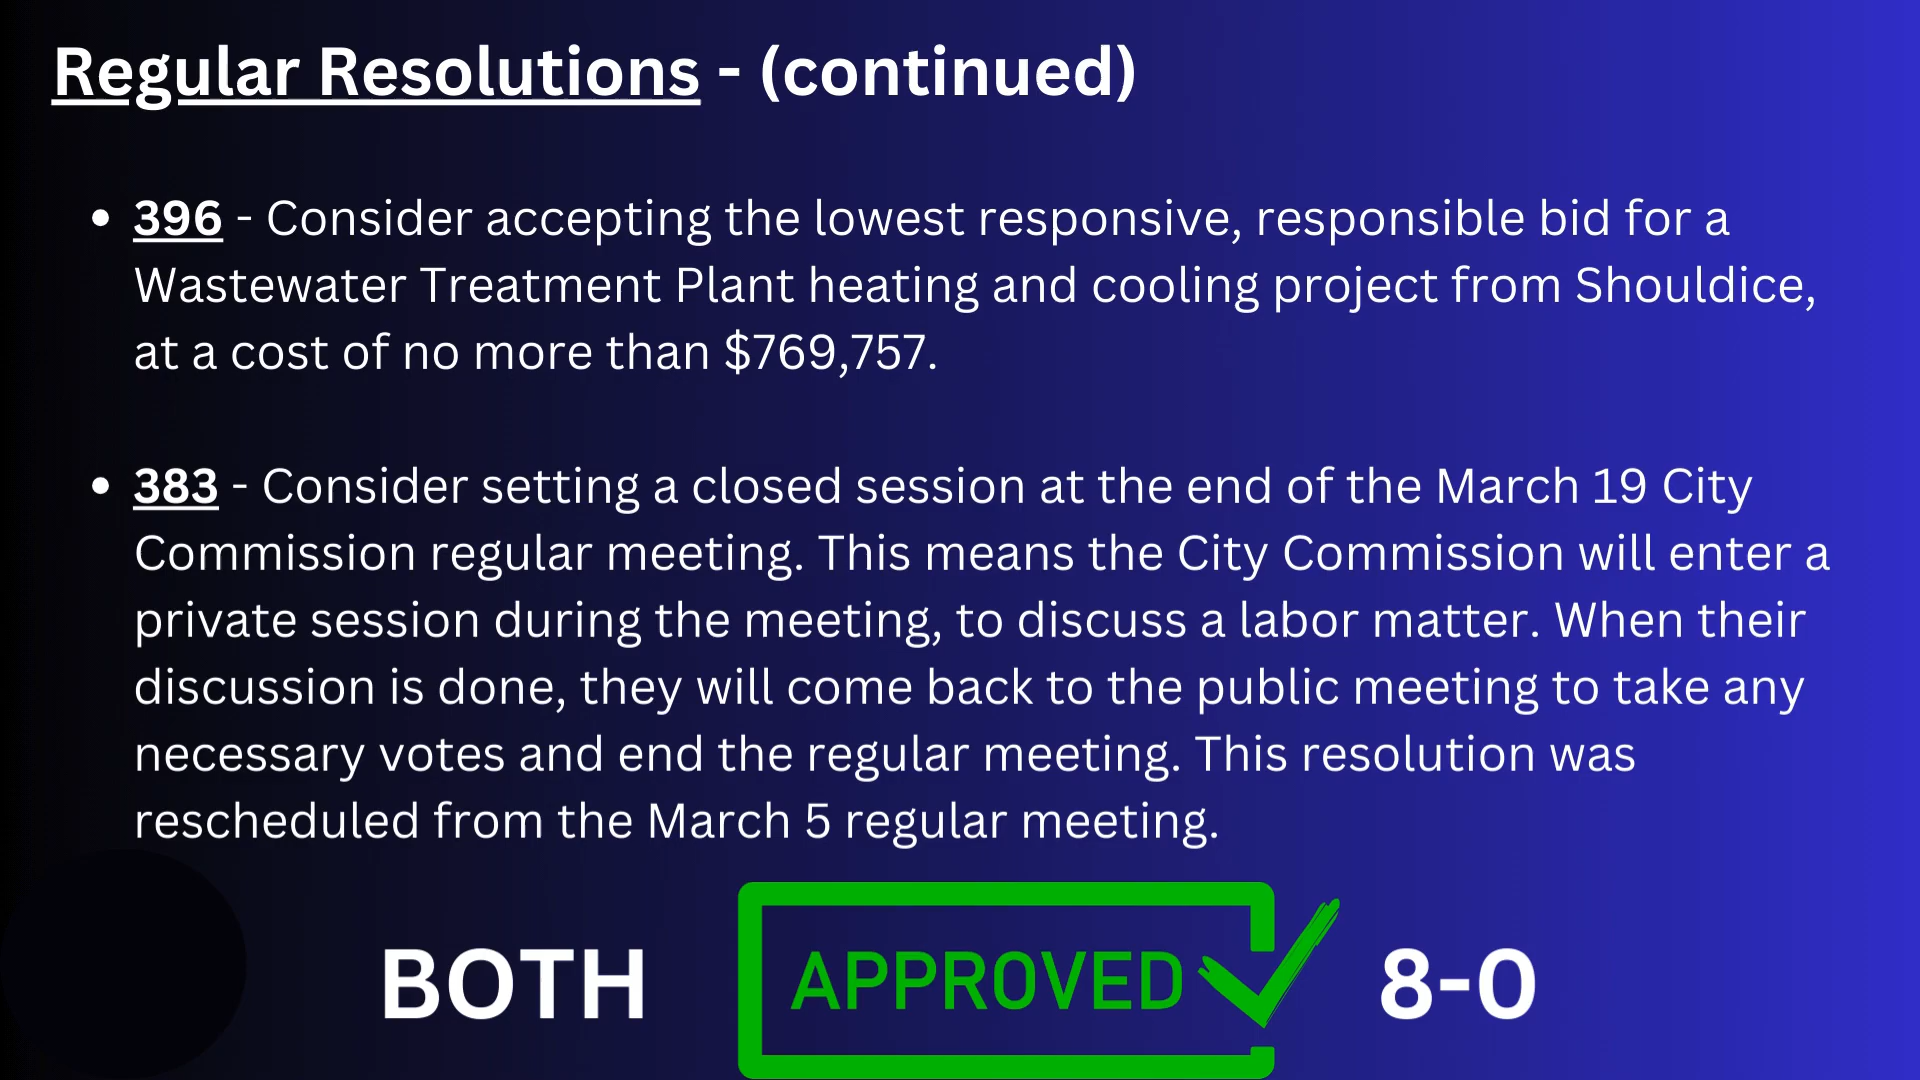 Regular Resolutions - (continued)
• 396 - Consider accepting the lowest responsive, responsible bid for a
Wastewater Treatment Plant heating and cooling project from Shouldice,
at a cost of no more than $769,757.
• 383 - Consider setting a closed session at the end of the March 19 City
Commission regular meeting. This means the City Commission will enter a
private session during the meeting, to discuss a labor matter. When their
discussion is done, they will come back to the public meeting to take any
necessary votes and end the regular meeting. This resolution was
rescheduled from the March 5 regular meeting.
BOTH APPROVED 8-0